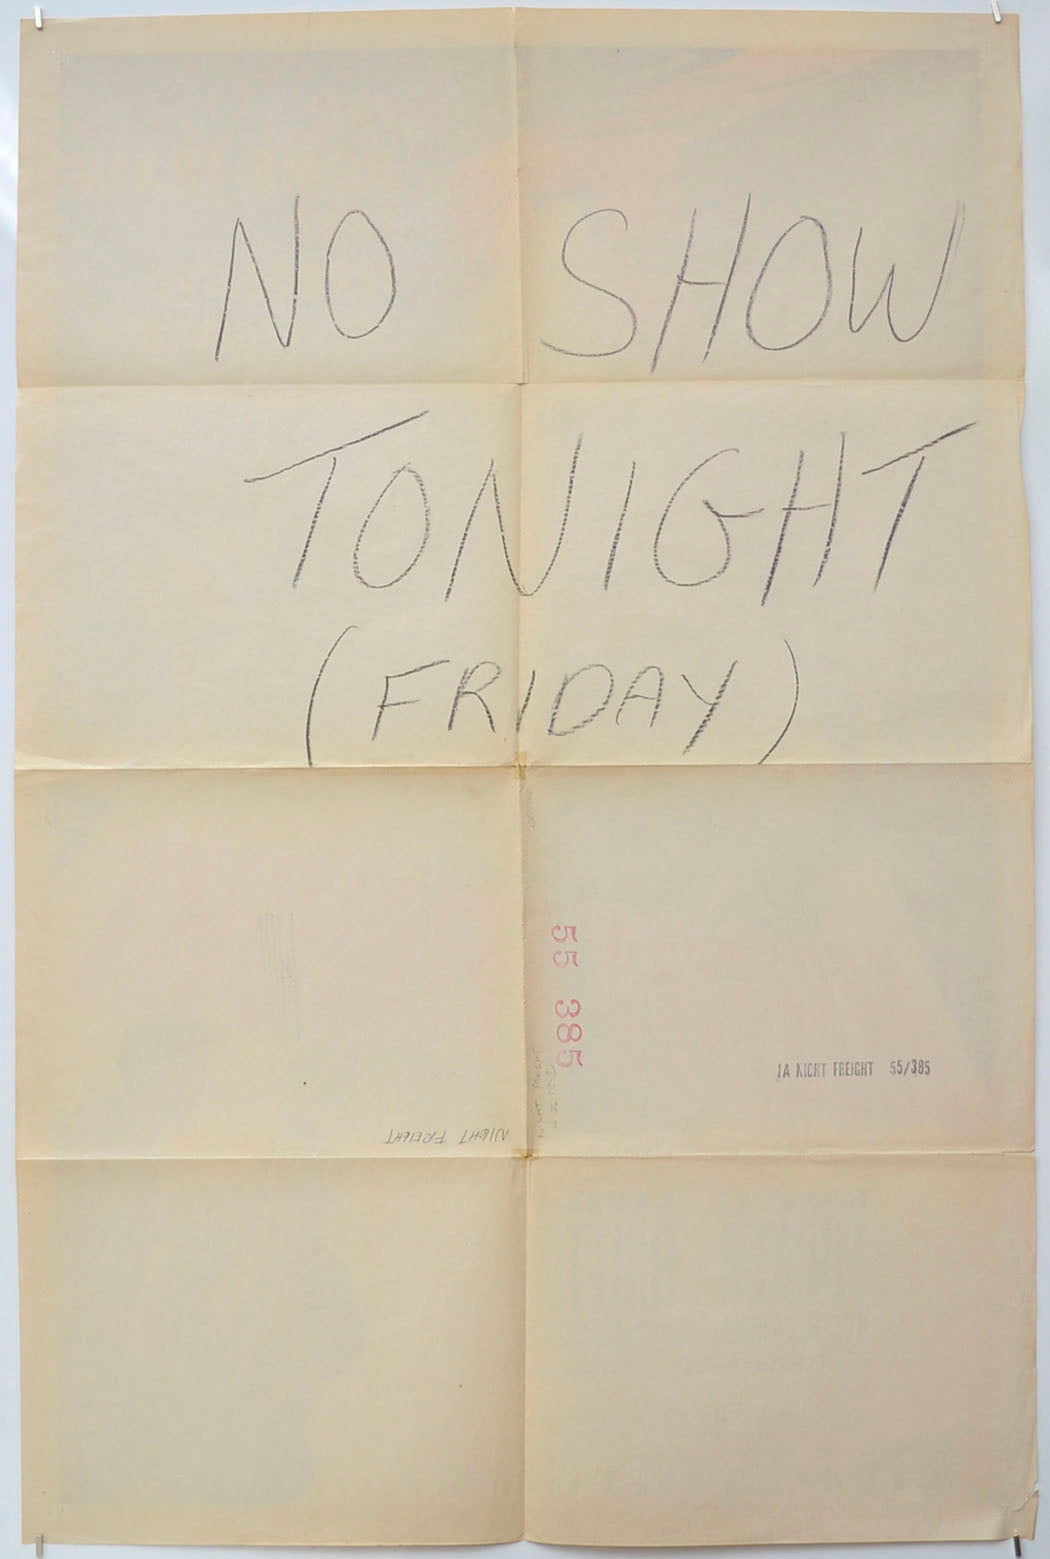 NO SHOW
TONIGHT
(FRIDAY)
55 385
1A NIGHT FREIGHT 55/385
NIGHT FREIGHT